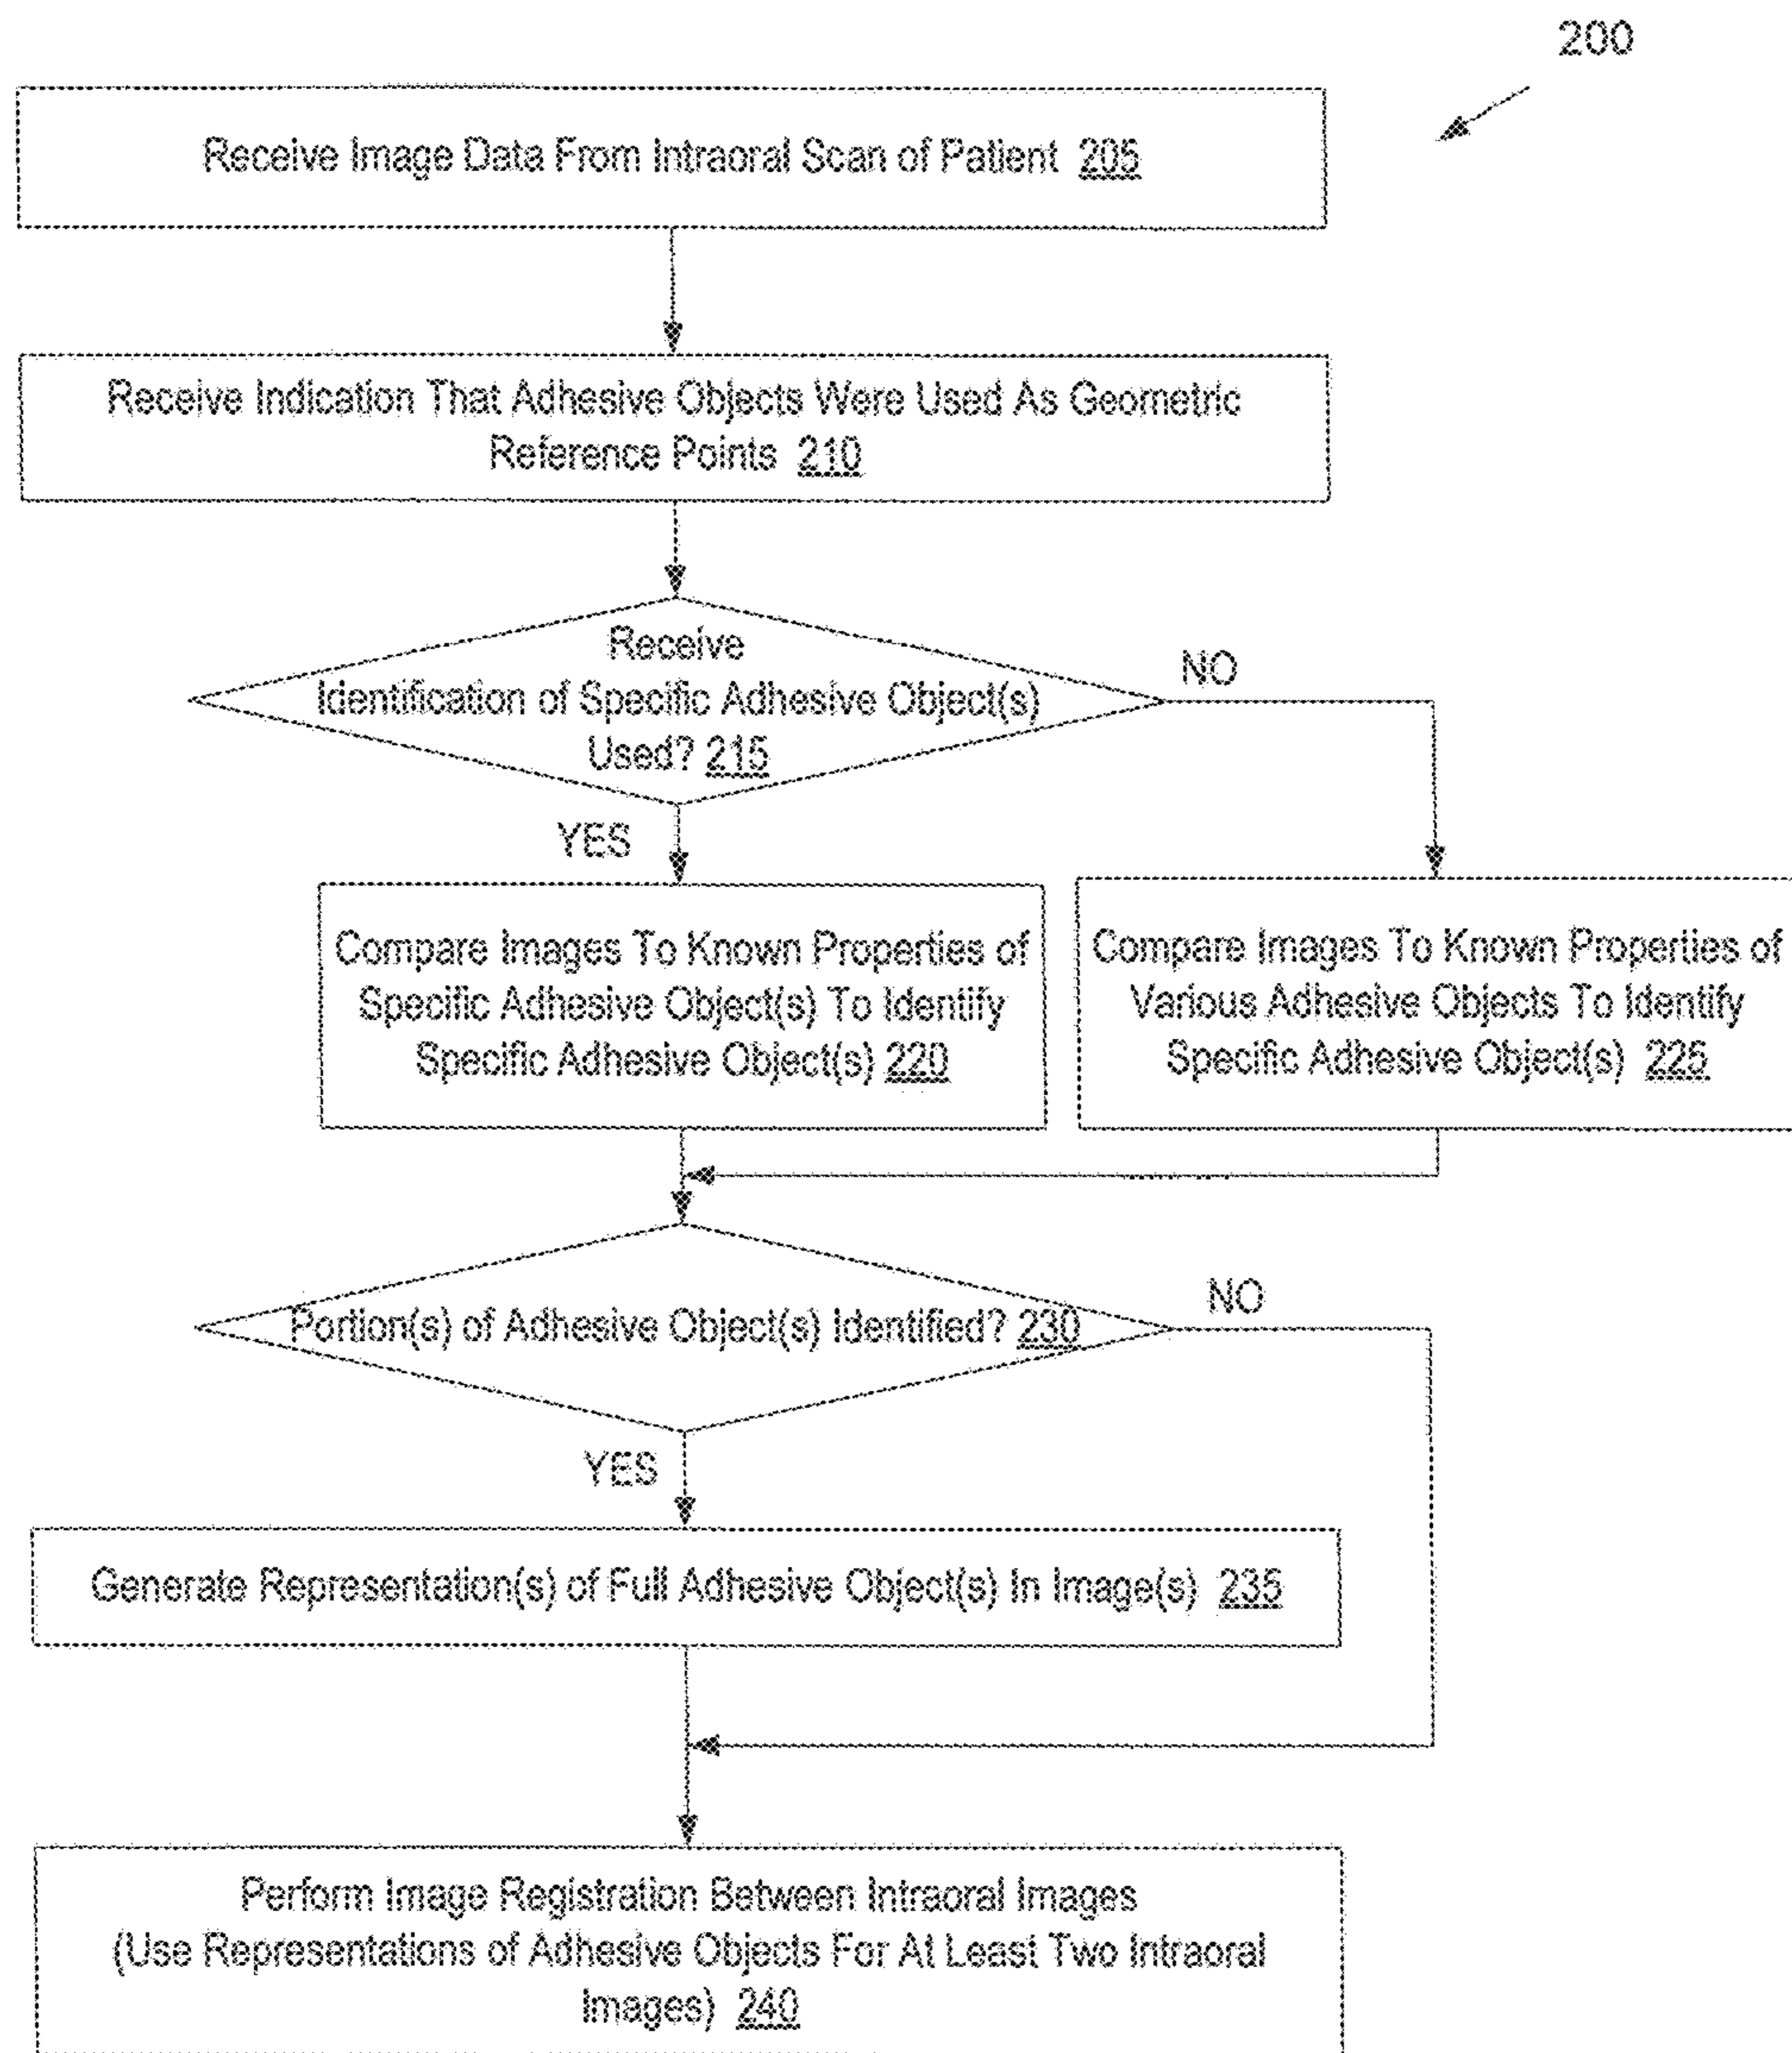 200
Receive Image Data From Intraoral Scan of Patient 205
Receive Indication That Adhesive Objects Were Used As Geometric
Reference Points 210
Receive
Identification of Specific Adhesive Object(s)
Used? 215
NO
YES
Compare Images To Known Properties of
Specific Adhesive Object(s) To Identify
Specific Adhesive Object(s) 220
Compare Images To Known Properties of
Various Adhesive Objects To Identify
Specific Adhesive Object(s) 225
Portion(s) of Adhesive Object(s) Identified? 230
NO
YES
Generate Representation(s) of Full Adhesive Object(s) In Image(s) 235
Perform Image Registration Between Intraoral Images
(Use Representations of Adhesive Objects For At Least Two Intraoral
Images) 240